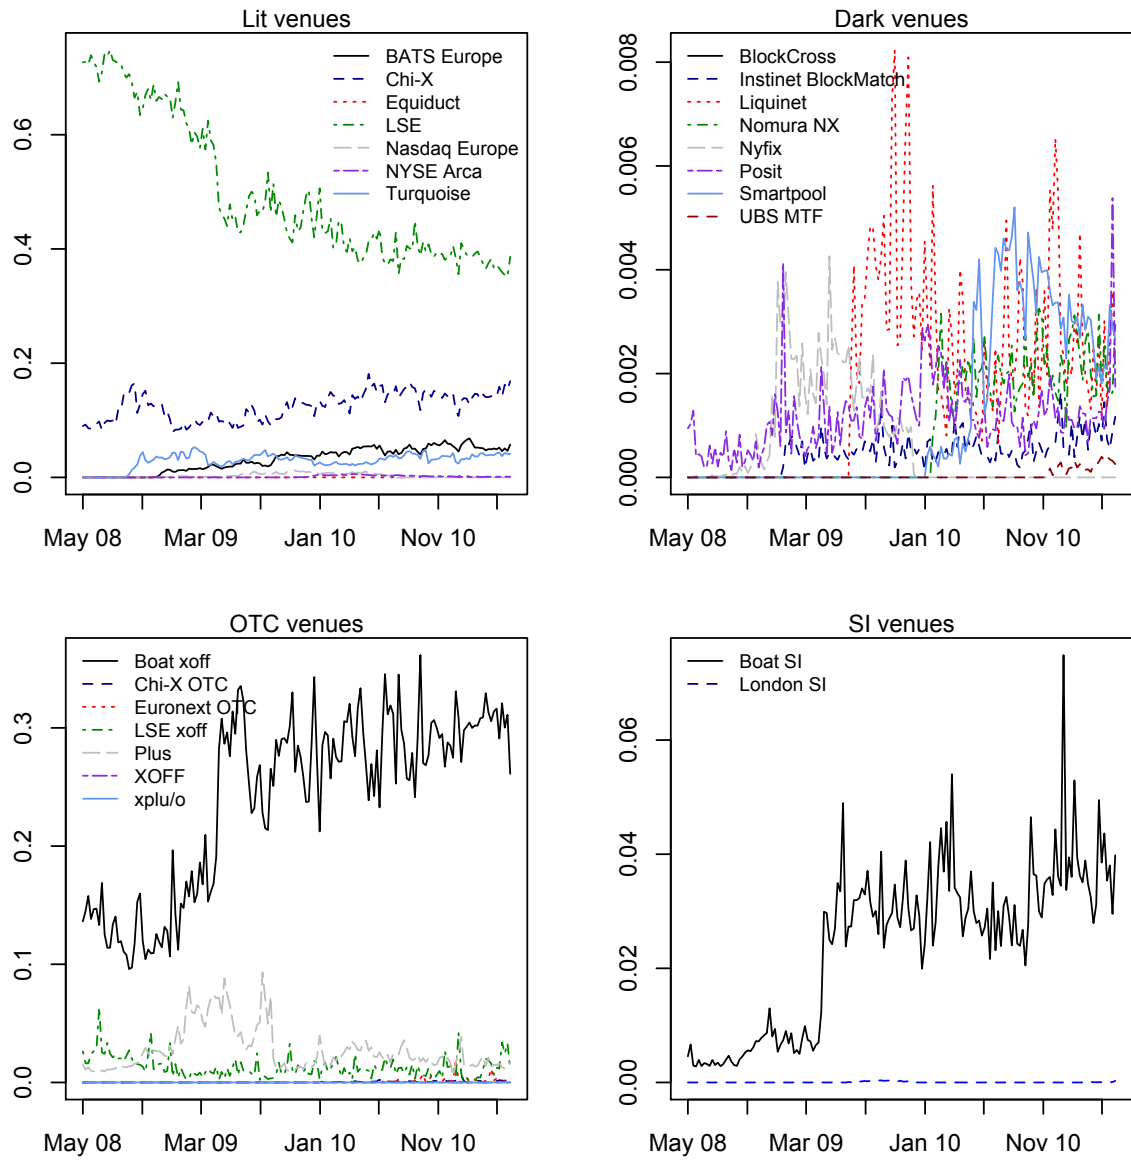 Lit venues
BATS Europe
Chi-X
Equiduct
LSE
Nasdaq Europe
NYSE Arca
Turquoise
0.0
0.2
0.4
0.6
May 08
Mar 09
Jan 10
Nov 10
Dark venues
BlockCross
Instinet BlockMatch
Liquinet
Nomura NX
Nyfix
Posit
Smartpool
UBS MTF
0.000
0.002
0.004
0.006
0.008
May 08
Mar 09
Jan 10
Nov 10
OTC venues
Boat xoff
Chi-X OTC
Euronext OTC
LSE xoff
Plus
XOFF
xplu/o
0.0
0.1
0.2
0.3
May 08
Mar 09
Jan 10
Nov 10
SI venues
Boat SI
London SI
0.00
0.02
0.04
0.06
May 08
Mar 09
Jan 10
Nov 10